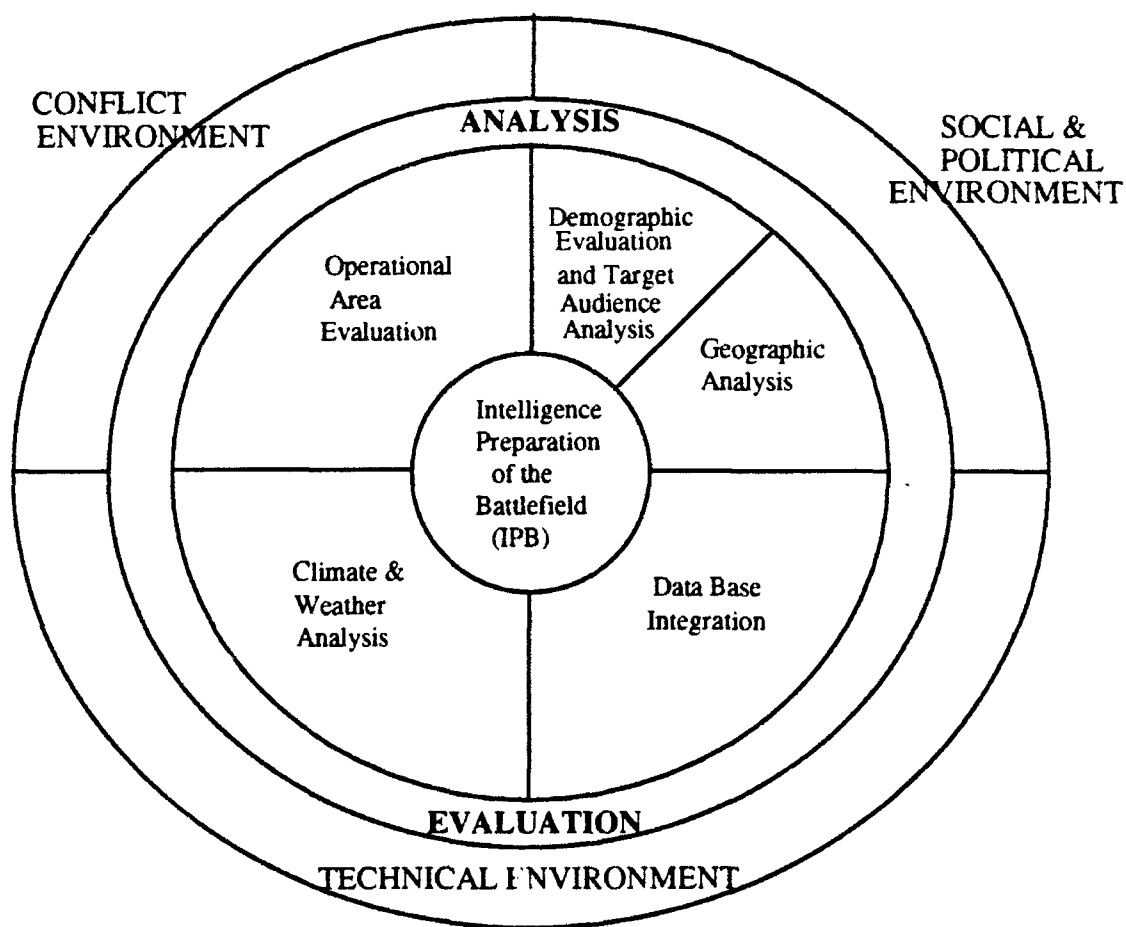 CONFLICT
ENVIRONMENT
ANALYSIS
SOCIAL &
POLITICAL
ENVIRONMENT
Operational
Area
Evaluation
Demographic
Evaluation
and Target
Audience
Analysis
Geographic
Analysis
Intelligence
Preparation
of the
Battlefield
(IPB)
Climate &
Weather
Analysis
Data Base
Integration
EVALUATION
TECHNICAL ENVIRONMENT